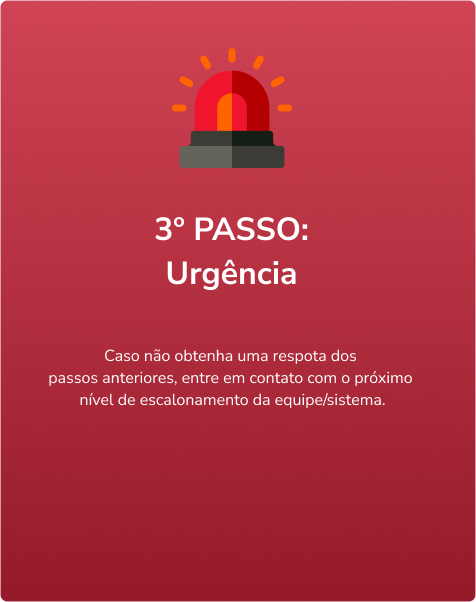 3º PASSO:
Urgência
Caso não obtenha uma respota dos
passos anteriores, entre em contato com o próximo
nível de escalonamento da equipe/sistema.